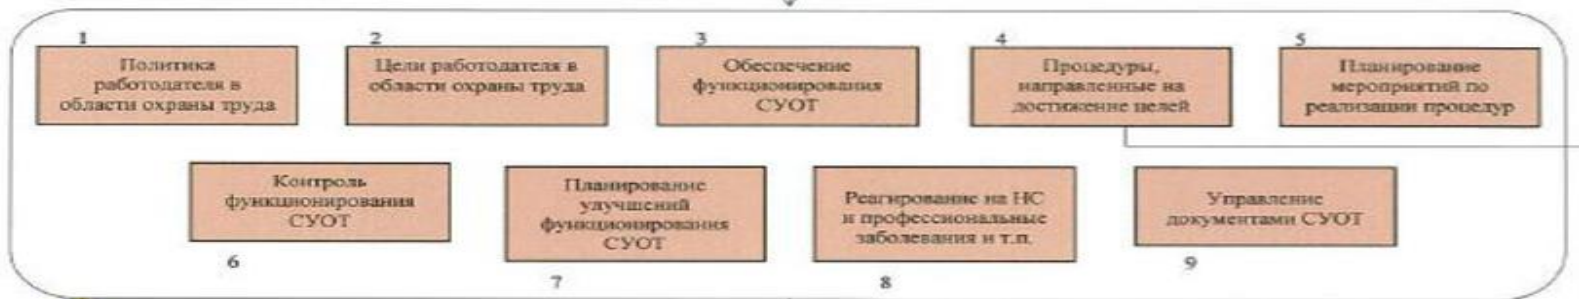 1
Политика
работодателя в
области охраны труда
2
Цели работодателя в
области охраны труда
3
Обеспечение
функционирования
СУОТ
4
Процедуры,
направленные на
достижение целей
5
Планирование
мероприятий по
реализации процедур
Контроль
функционирования
СУОТ
6
Планирование
улучшений
функционирования
СУОТ
7
Реагирование на НС
и профессиональные
заболевания и т.п.
8
Управление
документами СУОТ
9